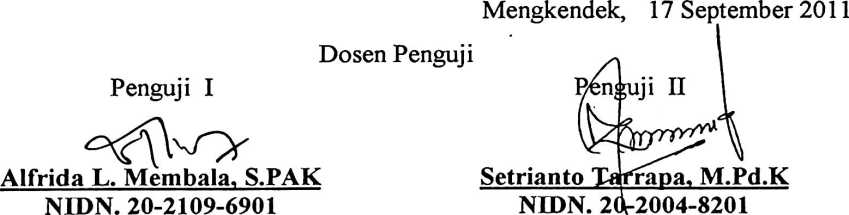 Mengkendek, 17 September 2011
Dosen Penguji
Penguji I Penguji II
Alfrida L. Membala, S.PAK Setrianto Tarrapa, M.Pd.K
NIDN. 20-2109-6901 NIDN. 20-2004-8201